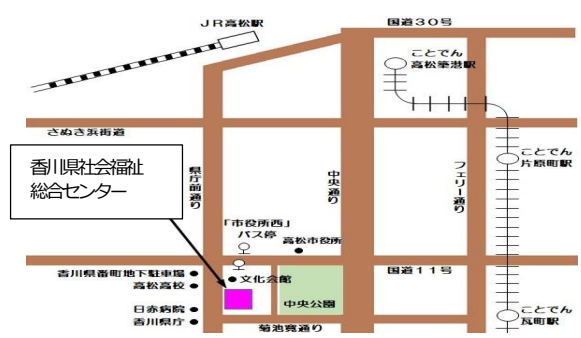 JR高松駅
国道30号
ことでん
高松築港駅
さぬき浜街道
ことでん
片原町駅
香川県社会福祉
総合センター
県庁前通り
中央通り
フェリー通り
「市役所西」
バス停
高松市役所
香川県番町地下駐車場
文化会館
国道11号
高松高校
中央公園
日赤病院
香川県庁
菊池寛通り
ことでん
瓦町駅